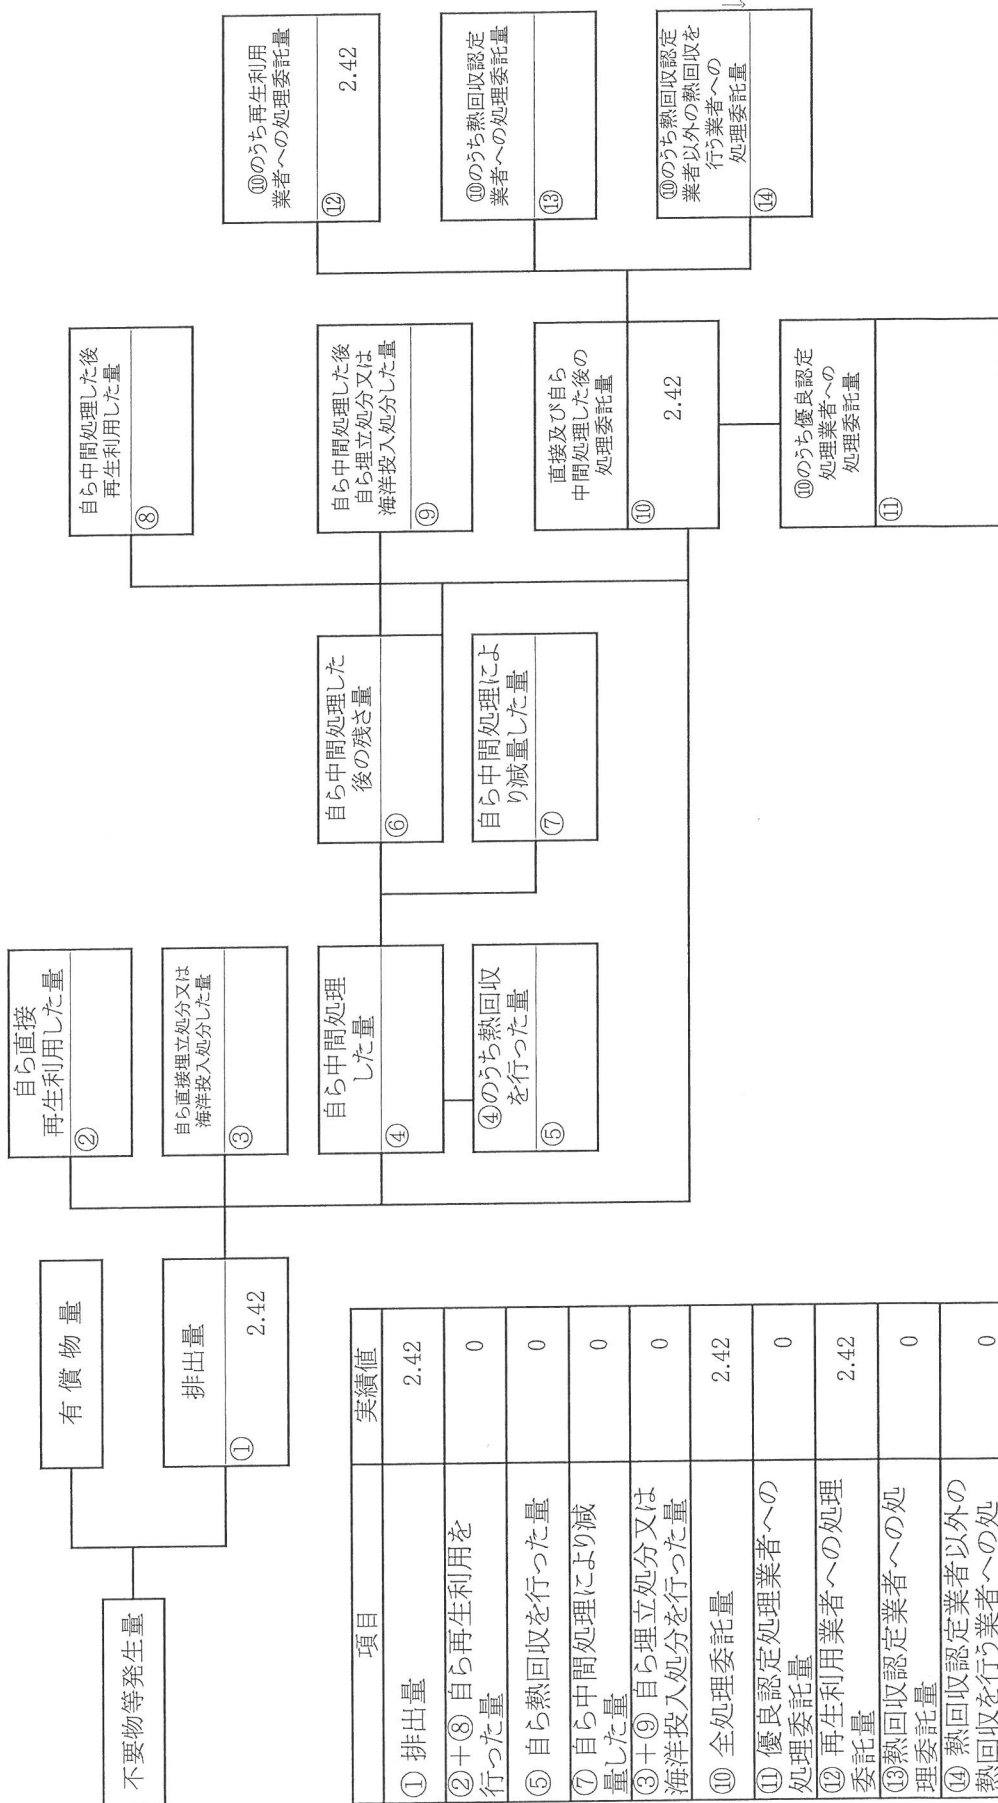 不要物等発生量
有償物量
排出量
①
2.42
自ら直接
再生利用した量
②
自ら直接埋立処分又は
海洋投入処分した量
③
自ら中間処理
した量
④
④のうち熱回収
を行った量
⑤
自ら中間処理した
後の残さ量
⑥
自ら中間処理によ
り減量した量
⑦
自ら中間処理した後
再生利用した量
⑧
自ら中間処理した後
自ら埋立処分又は
海洋投入処分した量
⑨
直接及び自ら
中間処理した後の
処理委託量
⑩
2.42
⑩のうち優良認定
処理業者への
処理委託量
⑪
⑩のうち再生利用
業者への処理委託量
⑫
2.42
⑩のうち熱回収認定
業者への処理委託量
⑬
⑩のうち熱回収認定
業者以外の熱回収を
行う業者への
処理委託量
⑭
項目 実績値
①排出量 2.42
②+⑧ 自ら再生利用を
行った量 0
⑤ 自ら熱回収を行った量 0
⑦ 自ら中間処理により減
量した量 0
③+⑨ 自ら埋立処分又は
海洋投入処分を行った量 0
⑩ 全処理委託量 2.42
⑪ 優良認定処理業者への
処理委託量 0
⑫ 再生利用業者への処理
委託量 2.42
⑬熱回収認定業者への処
理委託量 0
⑭ 熱回収認定業者以外の
熱回収を行う業者への処 0